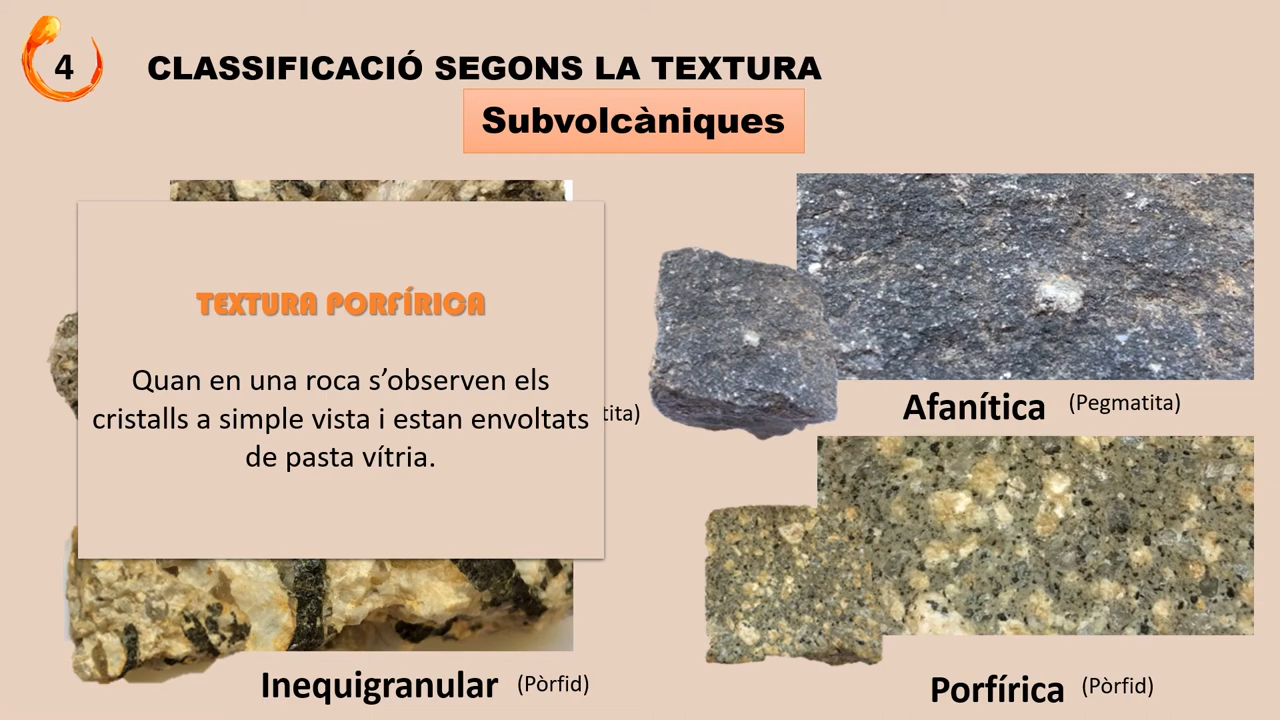 4
CLASSIFICACIÓ SEGONS LA TEXTURA
Subvolcàniques
TEXTURA PORFÍRICA
Quan en una roca s’observen els
cristalls a simple vista i estan envoltats
de pasta vítria.
Afanítica (Pegmatita)
Inequigranular (Pòrfid)
Porfírica (Pòrfid)